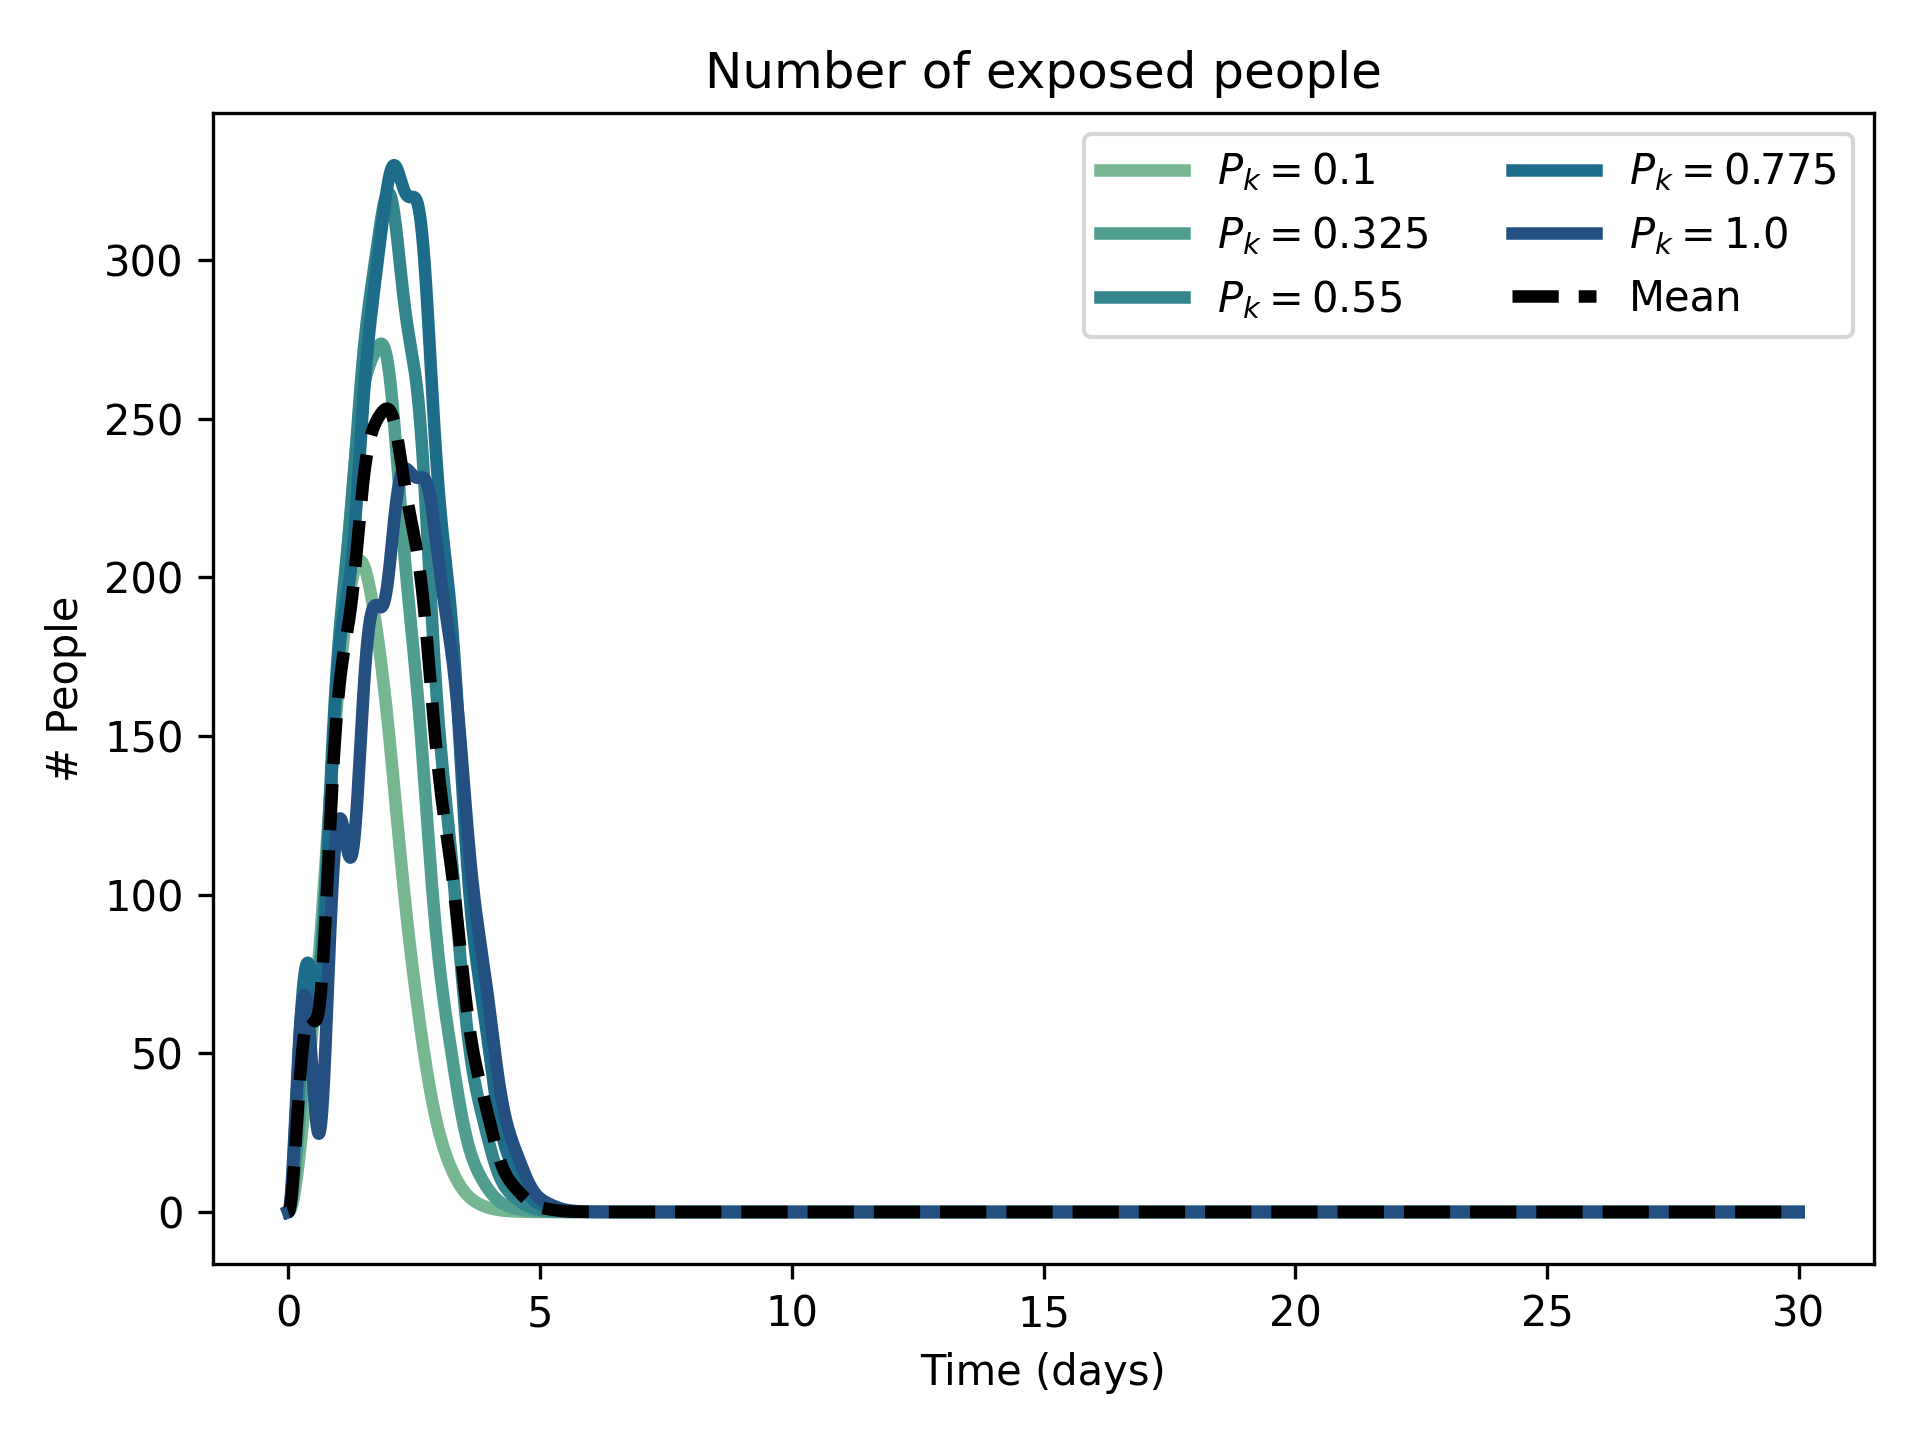 Number of exposed people
P_k = 0.1
P_k = 0.325
P_k = 0.55
P_k = 0.775
P_k = 1.0
Mean
# People
300
250
200
150
100
50
0
0 5 10 15 20 25 30
Time (days)